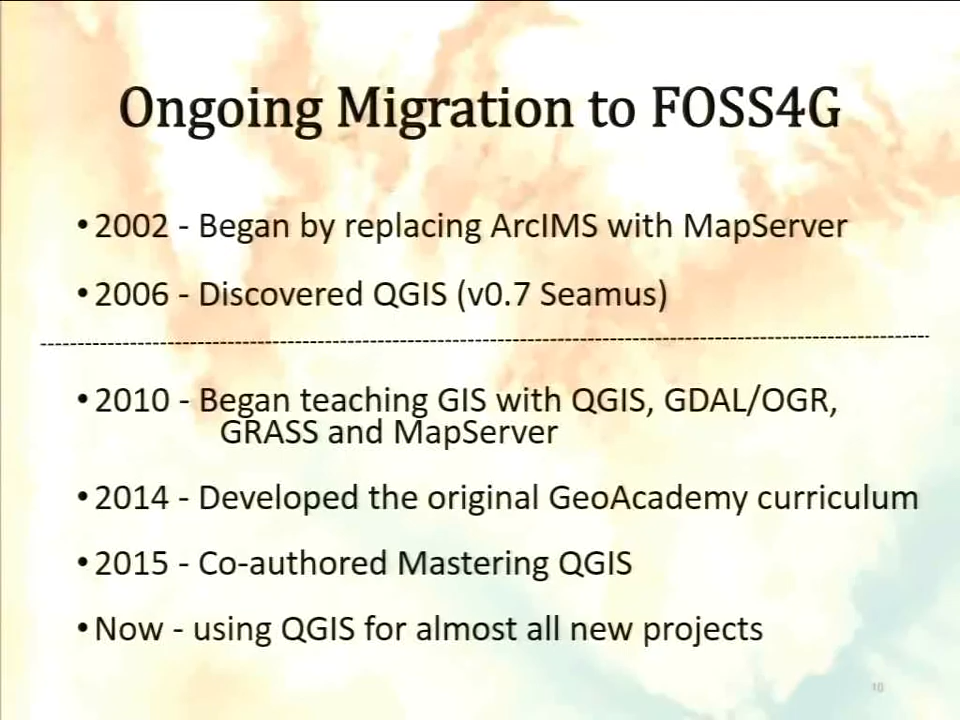 Ongoing Migration to FOSS4G
• 2002 - Began by replacing ArcIMS with MapServer
• 2006 - Discovered QGIS (v0.7 Seamus)
• 2010 - Began teaching GIS with QGIS, GDAL/OGR,
GRASS and MapServer
• 2014 - Developed the original GeoAcademy curriculum
• 2015 - Co-authored Mastering QGIS
• Now - using QGIS for almost all new projects